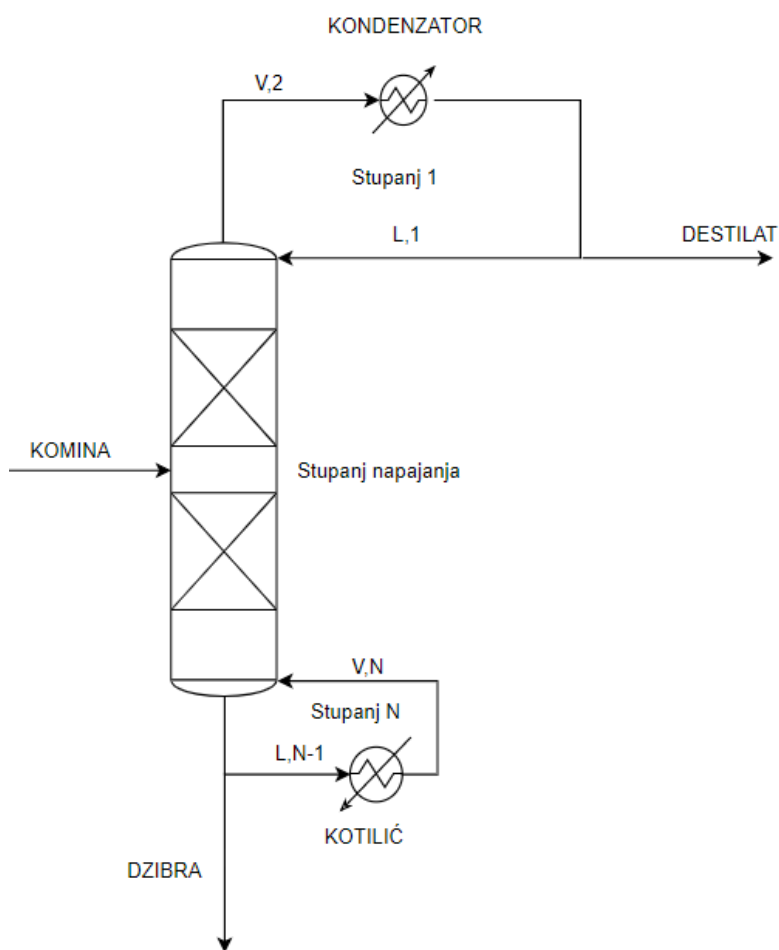 KONDENZATOR
V,2
Stupanj 1
L,1
DESTILAT
KOMINA
Stupanj napajanja
V,N
Stupanj N
L,N-1
KOTILIĆ
DZIBRA